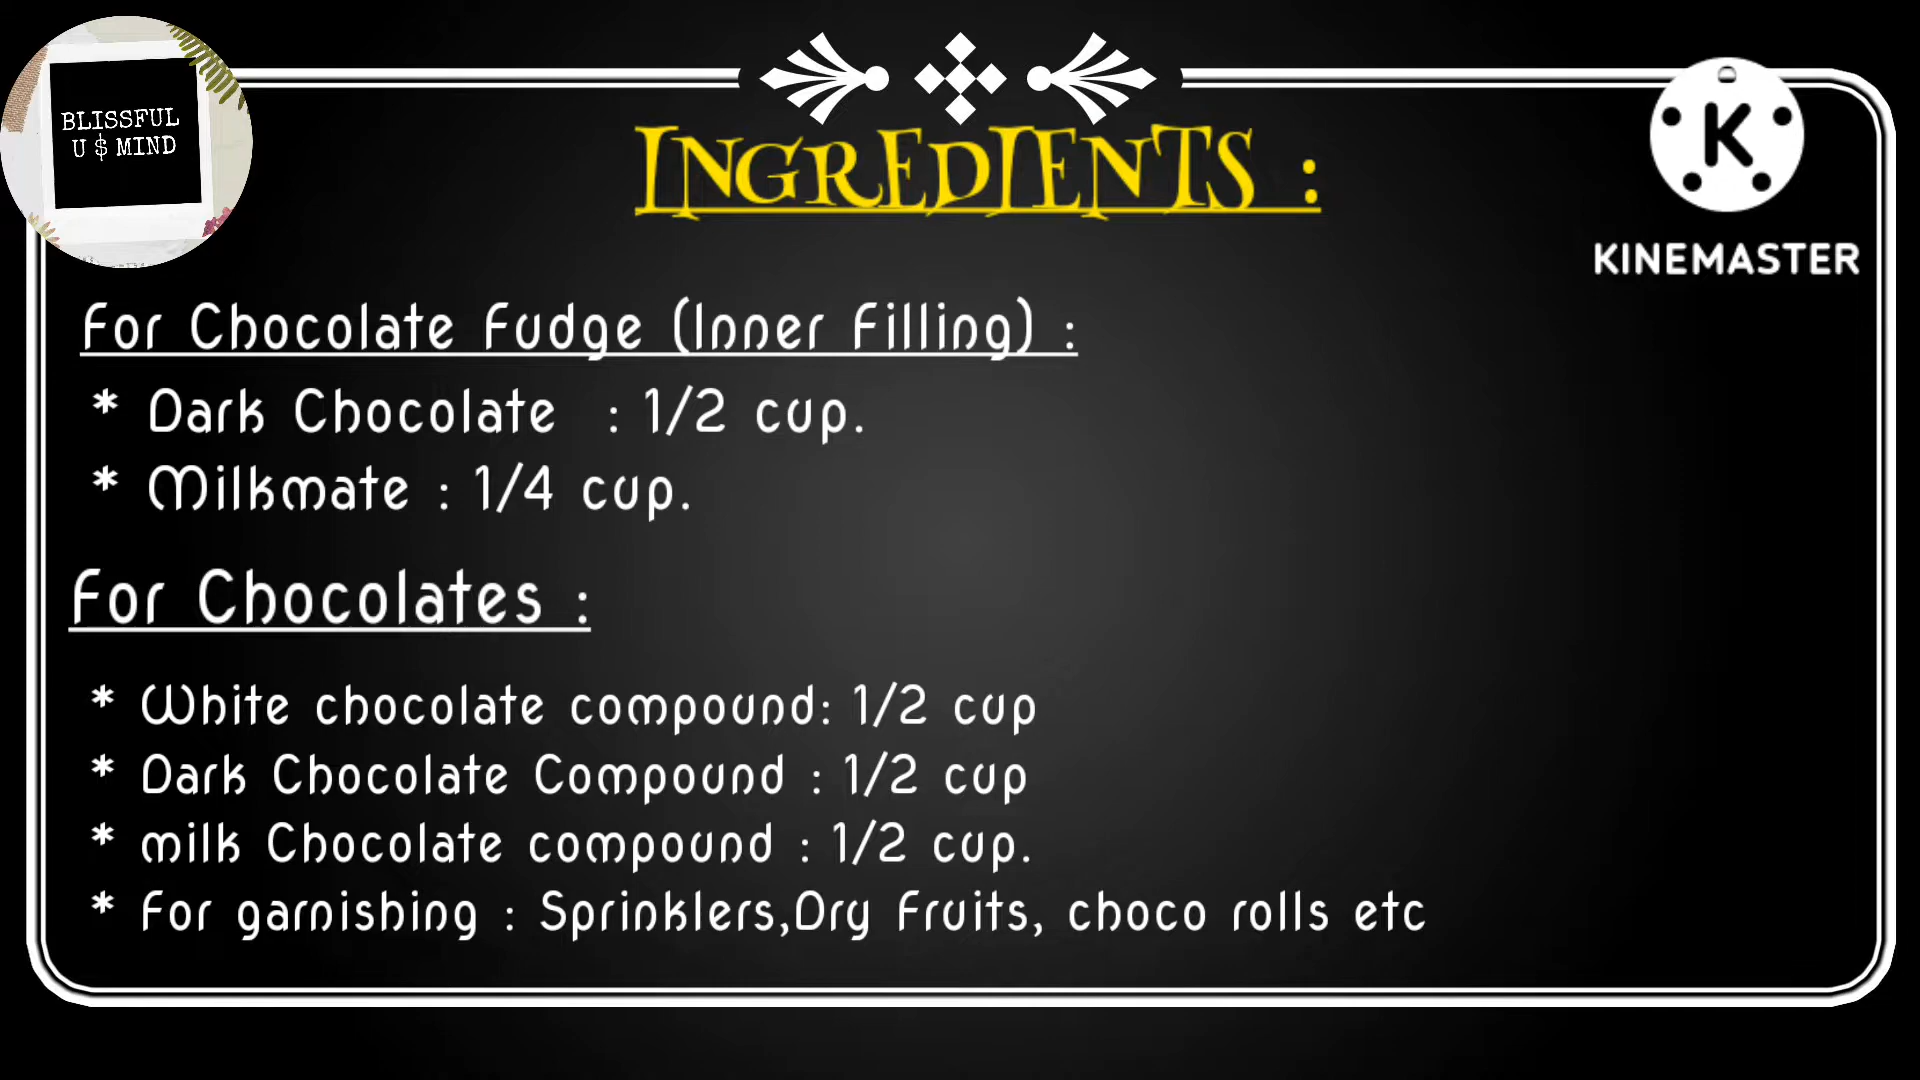 BLISSFUL
U $ MIND
INGREDIENTS :
K
KINEMASTER
For Chocolate Fudge (Inner Filling) :
* Dark Chocolate : 1/2 cup.
* Milkmate : 1/4 cup.
For Chocolates :
* White chocolate compound: 1/2 cup
* Dark Chocolate Compound : 1/2 cup
* milk Chocolate compound : 1/2 cup.
* For garnishing : Sprinklers,Dry Fruits, choco rolls etc